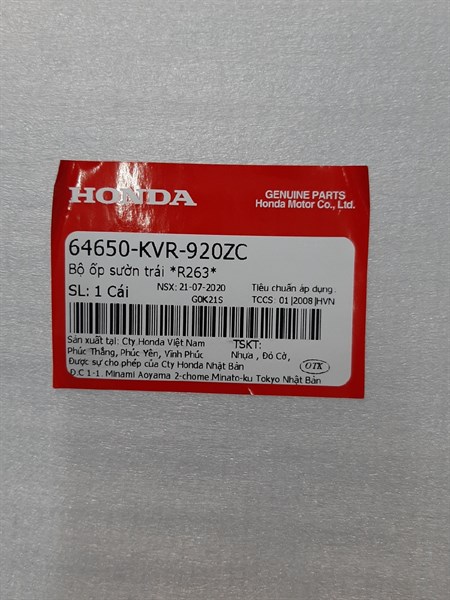 HONDA
GENUINE PARTS
Honda Motor Co., Ltd.
64650-KVR-920ZC
Bộ ốp sườn trái *R263*
SL: 1 Cái
NSX: 21-07-2020
G0K21S
Tiêu chuẩn áp dụng
TCCS: 01 |2008 |HVN
Sản xuất tại: Cty.Honda Việt Nam
Phúc Thắng, Phúc Yên, Vĩnh Phúc
Được sự cho phép của Cty Honda Nhật Bản
Đ.C 1-1. Minami Aoyama 2-chome.Minato-ku Tokyo Nhật Bản
TSKT:
Nhựa , Đỏ Cờ,
OTK